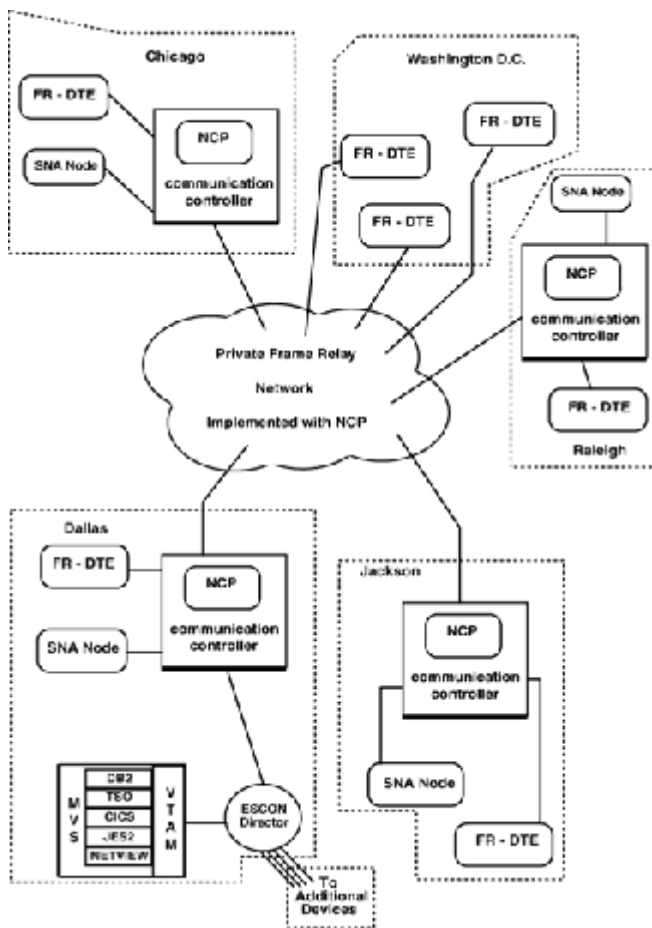 Chicago
FR - DTE
NCP
SNA Node
communication
controller
Washington D.C.
FR - DTE
FR - DTE
FR - DTE
SNA Node
NCP
communication
controller
FR - DTE
Raleigh
Private Frame Relay
Network
Implemented with NCP
Dallas
FR - DTE
NCP
SNA Node
communication
controller
MVS
DB2
TSO
CICS
JES2
NETVIEW
VTAM
ESCON
Director
To
Additional
Devices
Jackson
NCP
communication
controller
SNA Node
FR - DTE